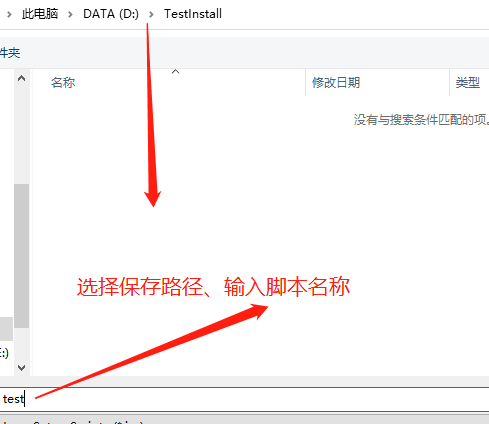 此电脑 > DATA (D:) > TestInstall
件夹
名称 修改日期 类型
没有与搜索条件匹配的项。
选择保存路径、输入脚本名称
E:)
test